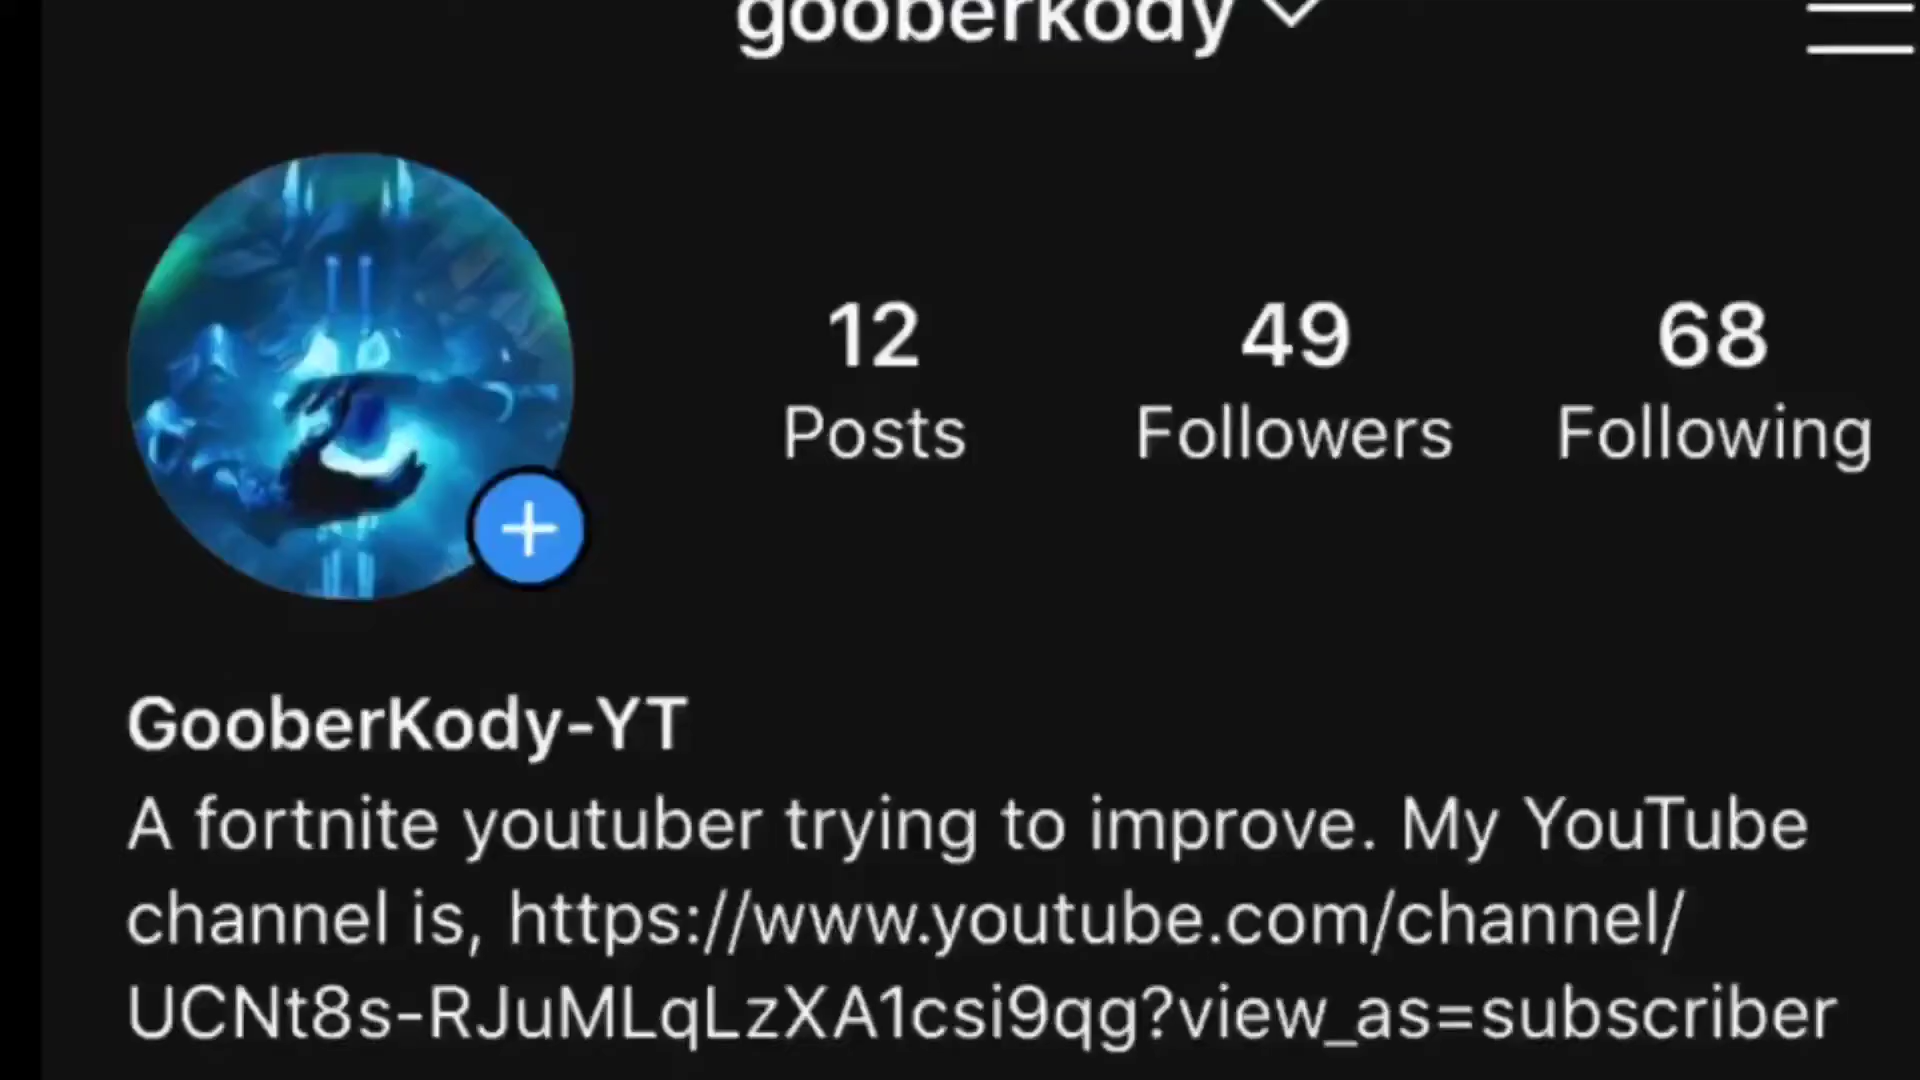 gooberkody
12
49
68
Posts
Followers
Following
GooberKody-YT
A fortnite youtuber trying to improve. My YouTube
channel is, https://www.youtube.com/channel/
UCNt8s-RJuMLqLzXA1csi9qg?view_as=subscriber